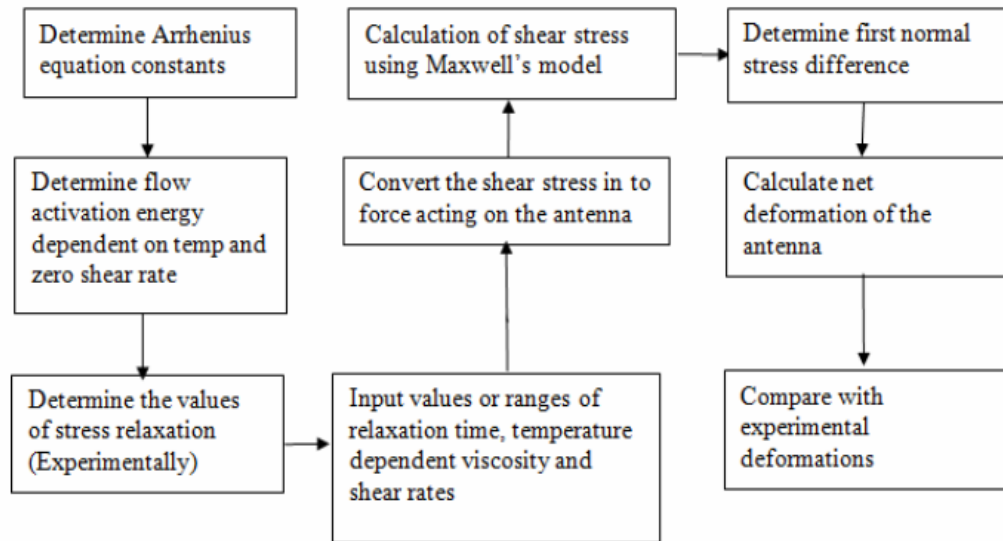 Determine Arrhenius
equation constants
Determine flow
activation energy
dependent on temp and
zero shear rate
Determine the values
of stress relaxation
(Experimentally)
Input values or ranges of
relaxation time, temperature
dependent viscosity and
shear rates
Convert the shear stress in to
force acting on the antenna
Calculation of shear stress
using Maxwell’s model
Determine first normal
stress difference
Calculate net
deformation of the
antenna
Compare with
experimental
deformations